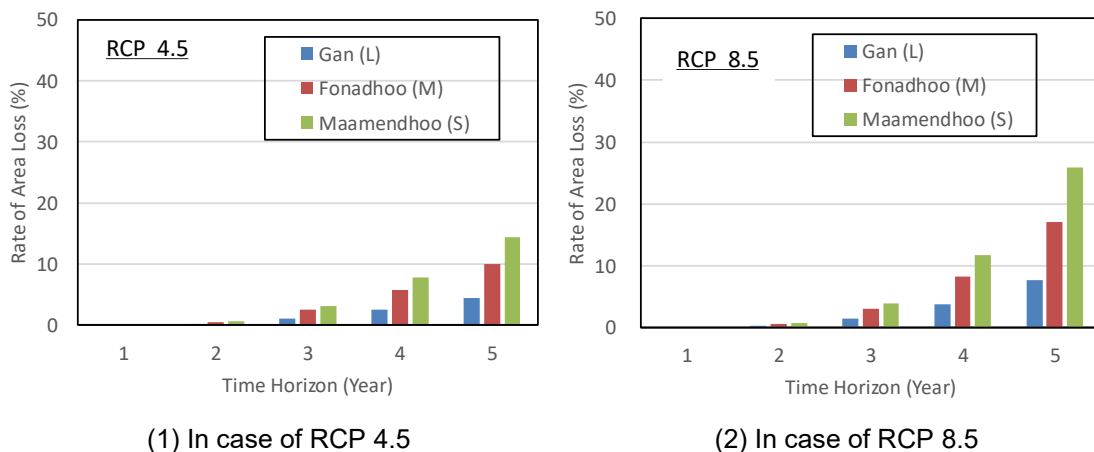 RCP 4.5
Gan (L)
Fonadhoo (M)
Maamendhoo (S)
Rate of Area Loss (%)
50
40
30
20
10
0
1 2 3 4 5
Time Horizon (Year)
(1) In case of RCP 4.5
RCP 8.5
Gan (L)
Fonadhoo (M)
Maamendhoo (S)
Rate of Area Loss (%)
50
40
30
20
10
0
1 2 3 4 5
Time Horizon (Year)
(2) In case of RCP 8.5